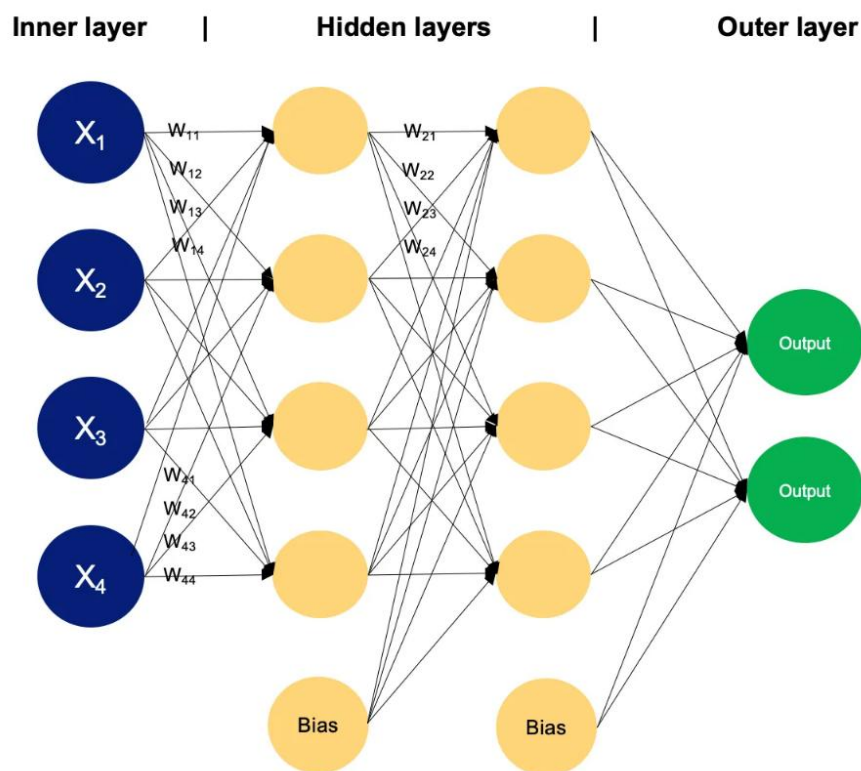 Inner layer | Hidden layers | Outer layer
X₁
W₁₁
W₁₂
W₁₃
W₁₄
W₂₁
W₂₂
W₂₃
W₂₄
X₂
X₃
X₄
W₄₁
W₄₂
W₄₃
W₄₄
Output
Output
Bias
Bias